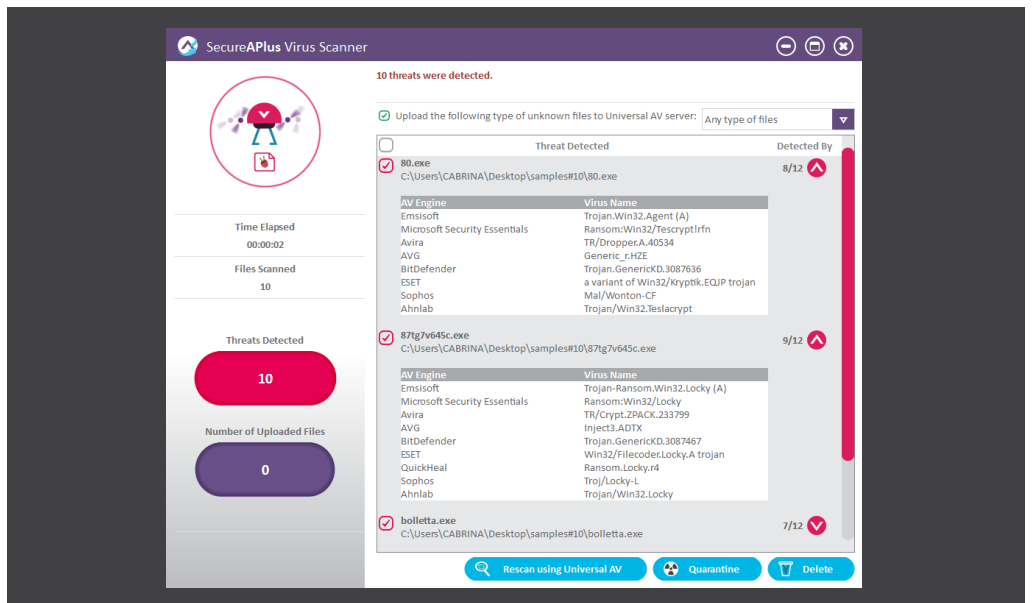 SecureAPlus Virus Scanner
10 threats were detected.
Upload the following type of unknown files to Universal AV server: Any type of files
Threat Detected Detected By
80.exe
C:\Users\CABRINA\Desktop\samples#10\80.exe
8/12
AV Engine Virus Name
Emsisoft Trojan.Win32.Agent (A)
Microsoft Security Essentials Ransom:Win32/Tescrypt!rfn
Avira TR/Dropper.A.40534
AVG Generic_r.HZE
BitDefender Trojan.GenericKD.3087636
ESET a variant of Win32/Kryptik.EQJP trojan
Sophos Mal/Wonton-CF
Ahnlab Trojan/Win32.Teslacrypt
87tg7v645c.exe
C:\Users\CABRINA\Desktop\samples#10\87tg7v645c.exe
9/12
AV Engine Virus Name
Emsisoft Trojan-Ransom.Win32.Locky (A)
Microsoft Security Essentials Ransom:Win32/Locky
Avira TR/Crypt.ZPACK.233799
AVG Inject3.ADTX
BitDefender Trojan.GenericKD.3087467
ESET Win32/Filecoder.Locky.A trojan
QuickHeal Ransom.Locky.r4
Sophos Troj/Locky-L
Ahnlab Trojan/Win32.Locky
bolletta.exe
C:\Users\CABRINA\Desktop\samples#10\bolletta.exe
7/12
Time Elapsed
00:00:02
Files Scanned
10
Threats Detected
10
Number of Uploaded Files
0
Rescan using Universal AV Quarantine Delete